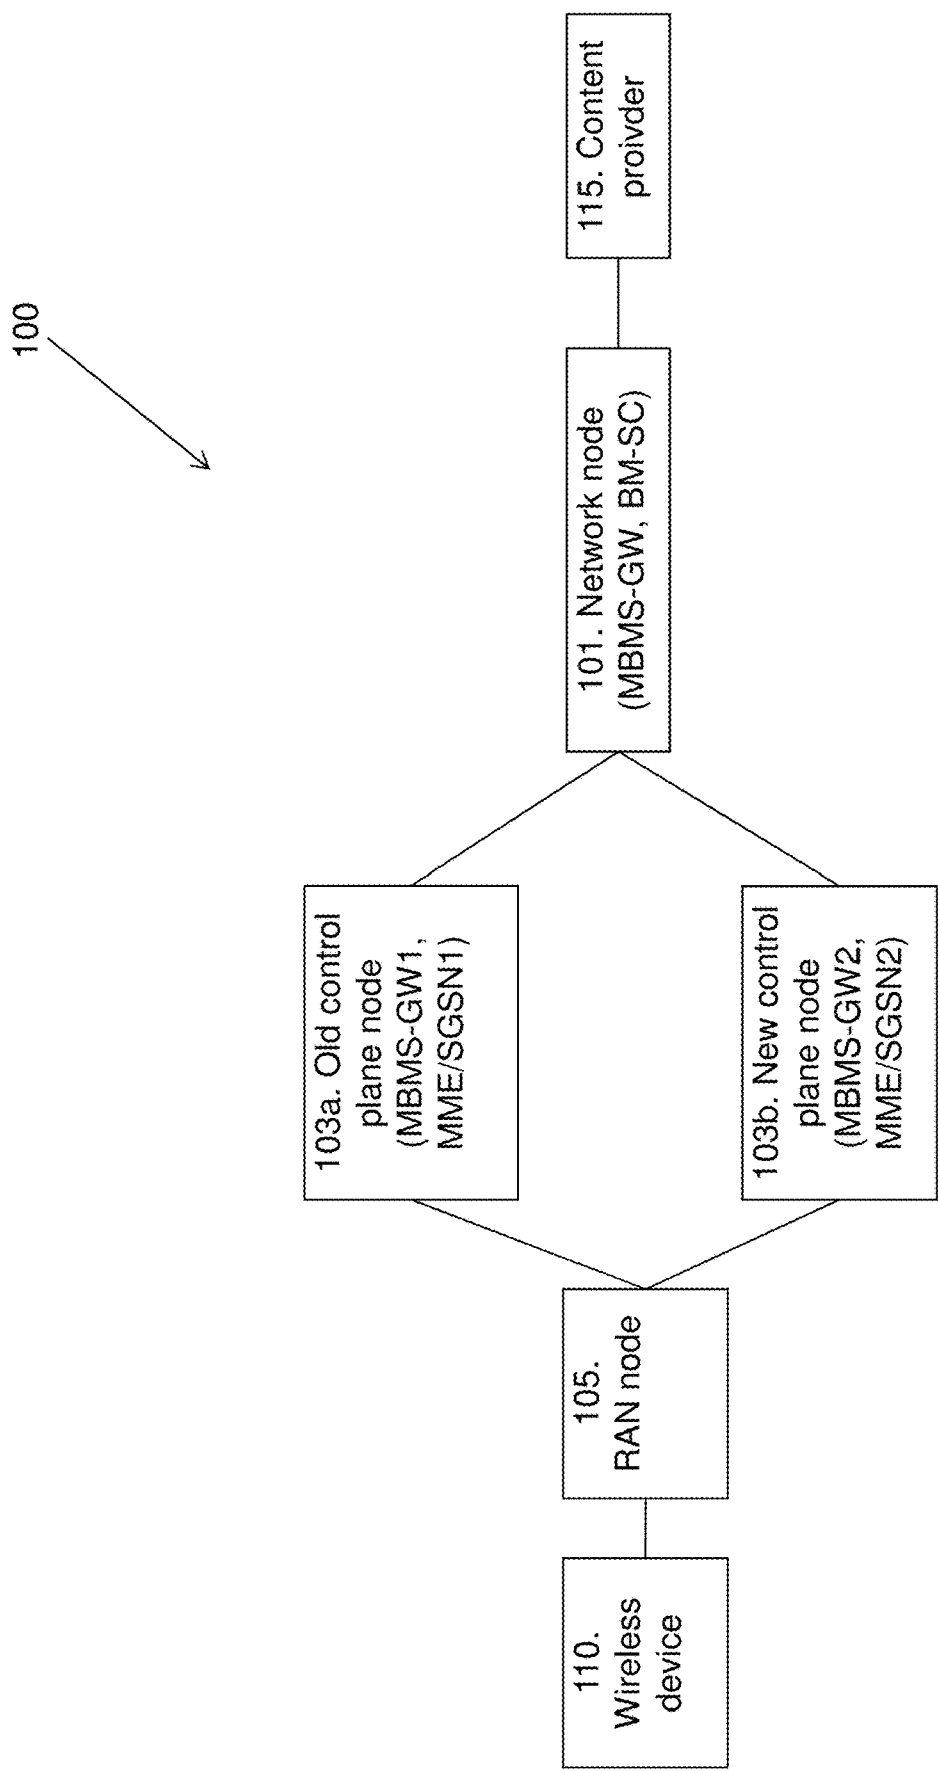 100
110.
Wireless
device
105.
RAN node
103a. Old control
plane node
(MBMS-GW1,
MME/SGSN1)
103b. New control
plane node
(MBMS-GW2,
MME/SGSN2)
101. Network node
(MBMS-GW, BM-SC)
115. Content
proivder